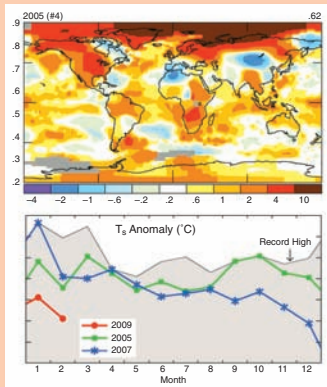 2005 (#4) .62
.9
.8
.7
.6
.5
.4
.3
.2
−4 −2 −1 −.6 −.2 .2 .6 1 2 4 10
Ts Anomaly (˚C)
Record High
2009
2005
2007
1 2 3 4 5 6 7 8 9 10 11 12
Month